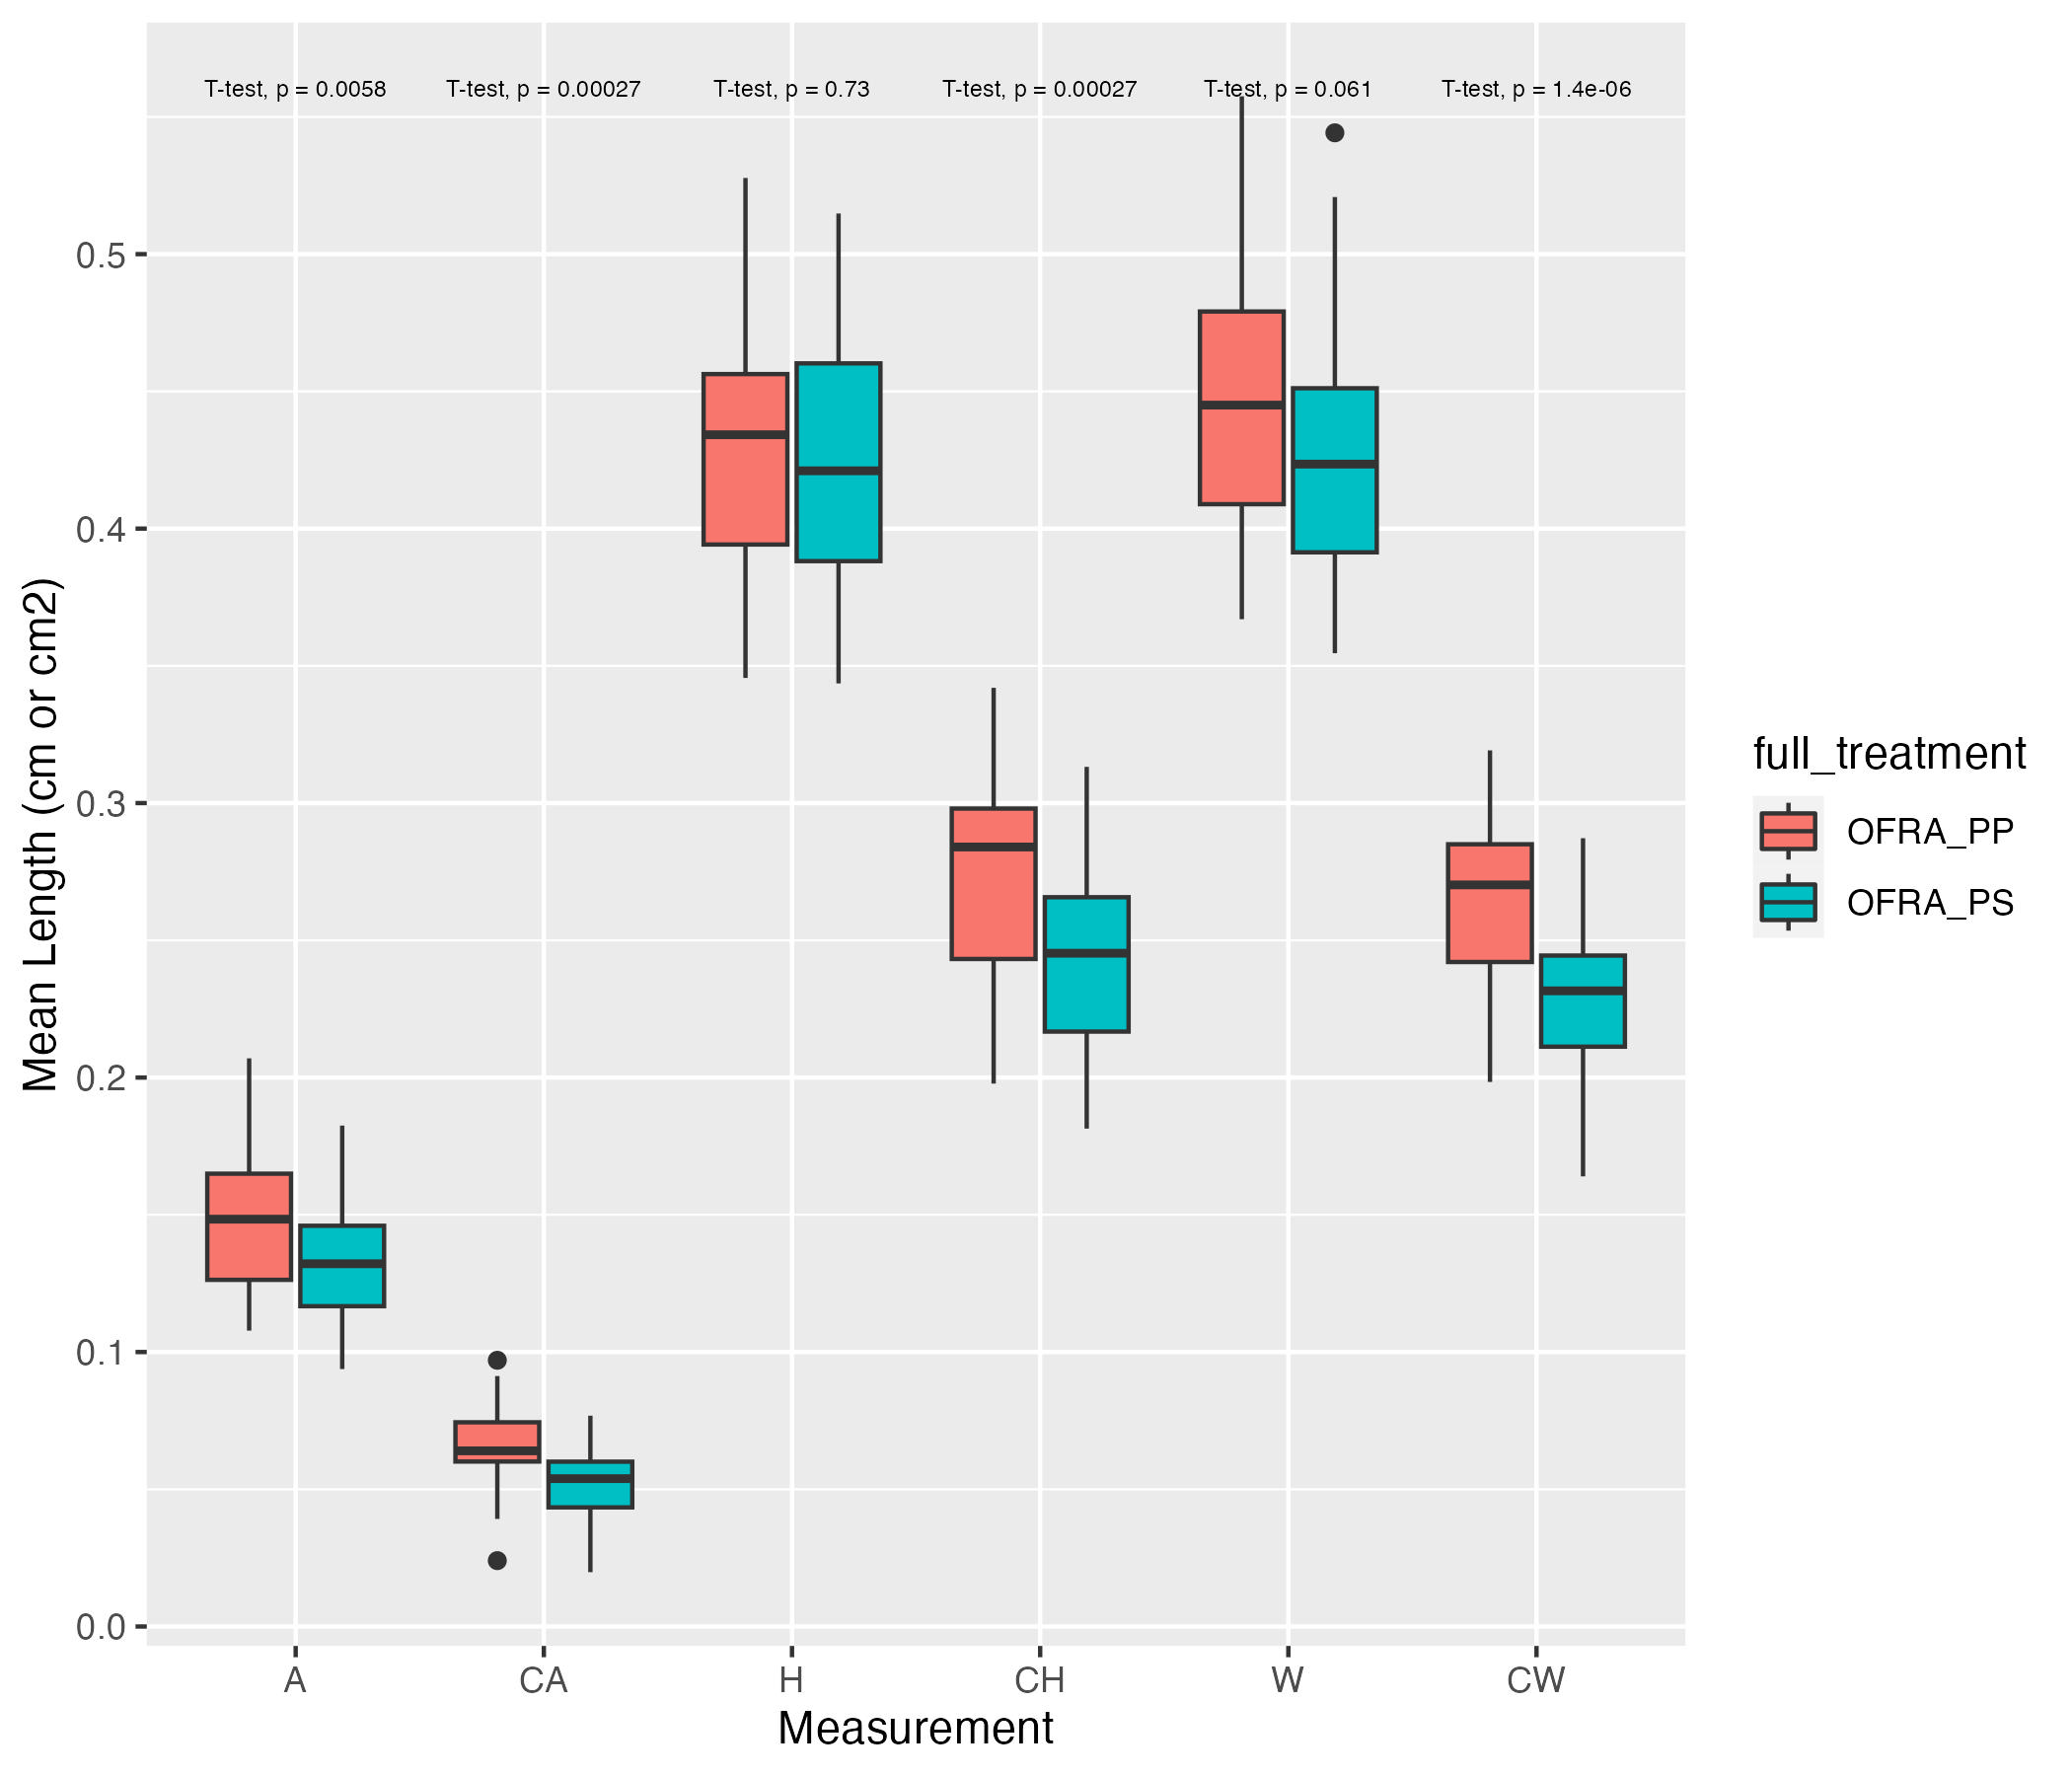 T-test, p = 0.0058
T-test, p = 0.00027
T-test, p = 0.73
T-test, p = 0.00027
T-test, p = 0.061
T-test, p = 1.4e-06
0.5
0.4
0.3
0.2
0.1
0.0
Mean Length (cm or cm2)
A
CA
H
CH
W
CW
Measurement
full_treatment
OFRA_PP
OFRA_PS